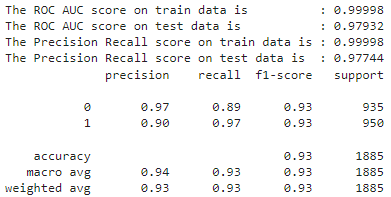 The ROC AUC score on train data is : 0.99998
The ROC AUC score on test data is : 0.97932
The Precision Recall score on train data is : 0.99998
The Precision Recall score on test data is : 0.97744
precision recall f1-score support
0 0.97 0.89 0.93 935
1 0.90 0.97 0.93 950
accuracy 0.93 1885
macro avg 0.94 0.93 0.93 1885
weighted avg 0.93 0.93 0.93 1885